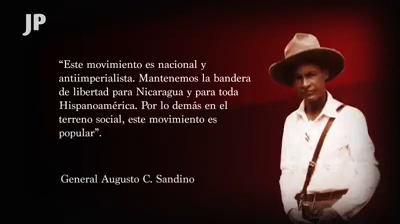 JP
“Este movimiento es nacional y
antiimperialista. Mantenemos la bandera
de libertad para Nicaragua y para toda
Hispanoamérica. Por lo demás en el
terreno social, este movimiento es
popular”.
General Augusto C. Sandino